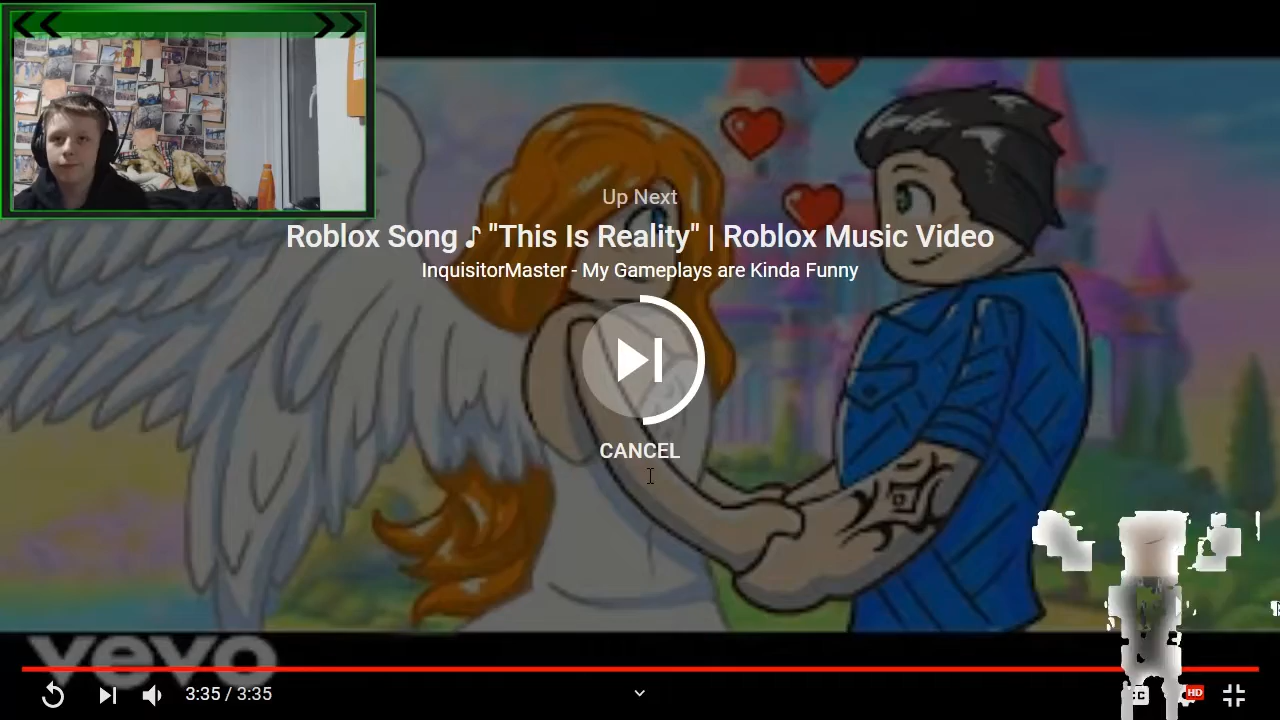 Up Next
Roblox Song ♪ "This Is Reality" | Roblox Music Video
InquisitorMaster - My Gameplays are Kinda Funny
CANCEL
vevo
3:35 / 3:35
CC
HD